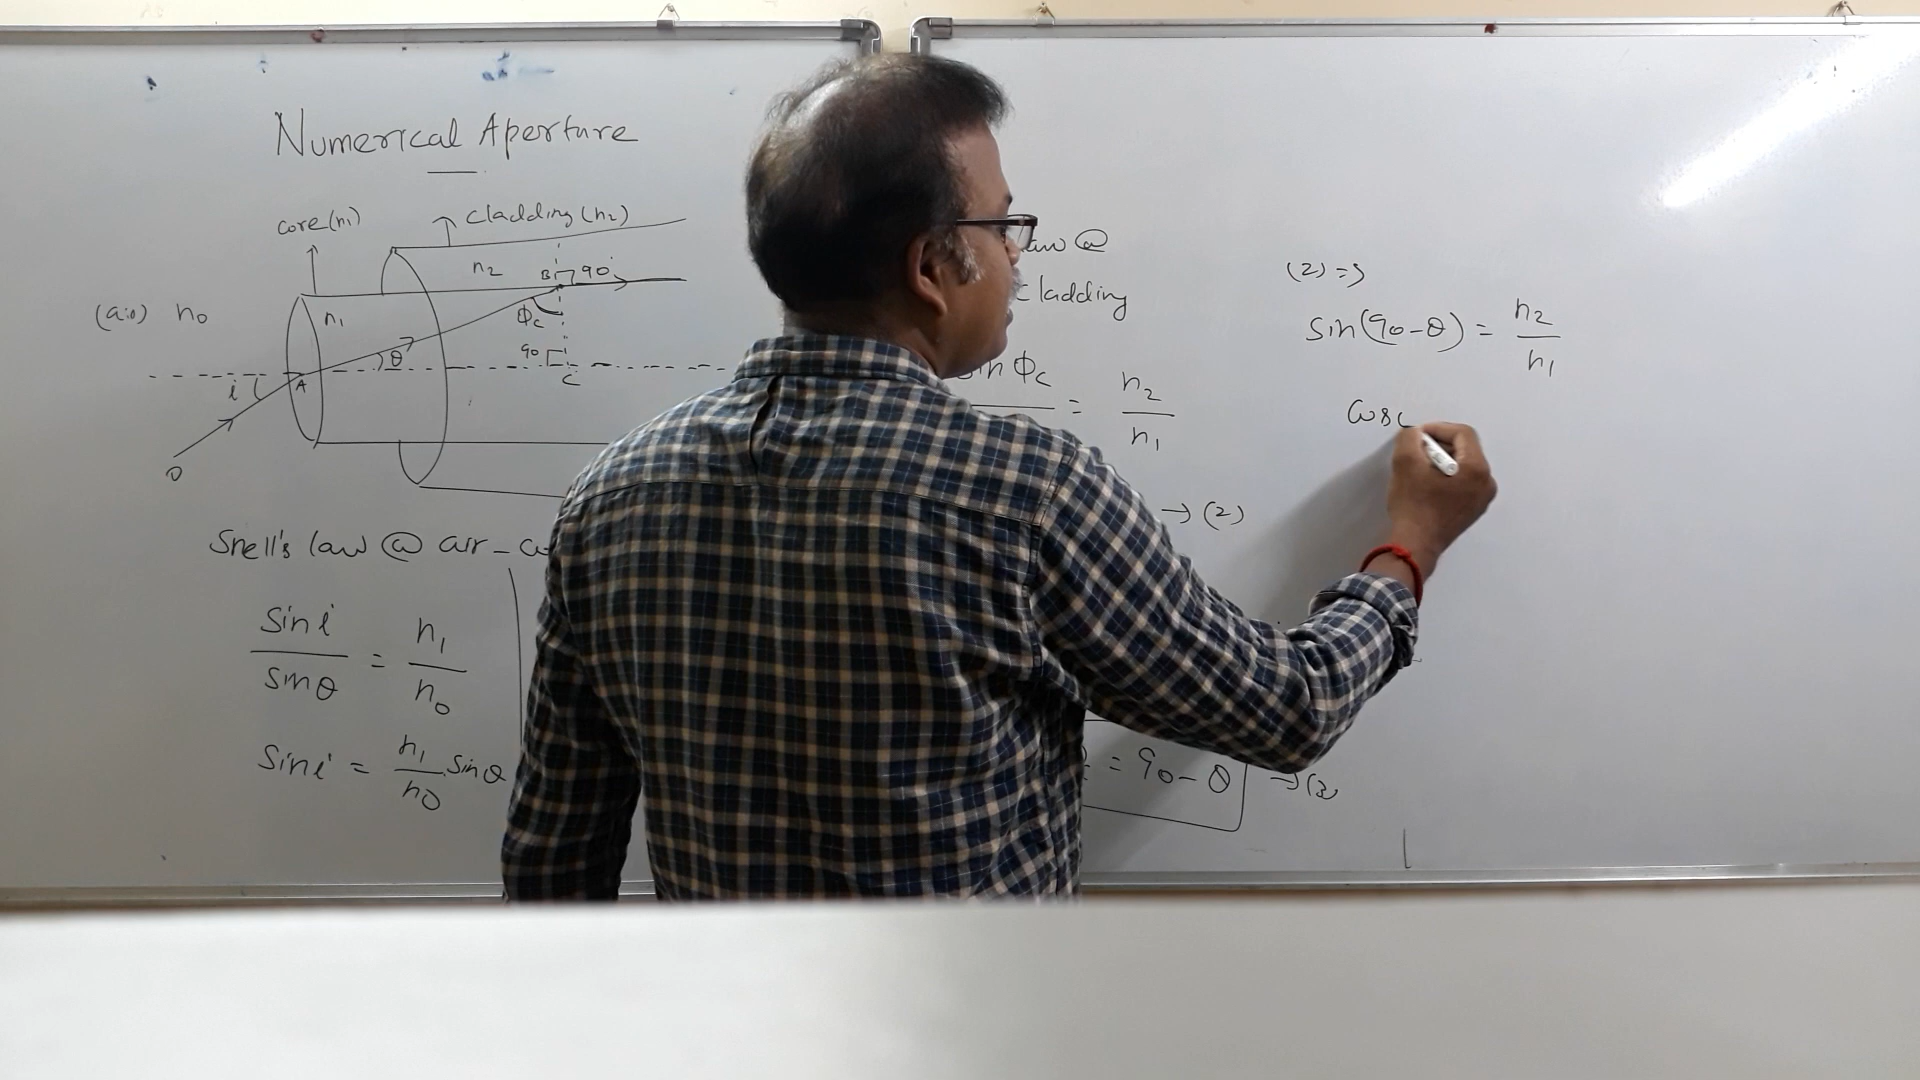 Numerical Aperture
core (n1)
cladding (n2)
n2
B 90°
(air) n0
n1
ϕc
θ
90
i
A
C
O
Snell's law @ air -
sin i / sin θ = n1 / n0
sin i = n1 / n0 sin θ
law @
cladding
sin ϕc / = n2 / n1
→ (2)
= 90 - θ → (3)
(2) ⇒
sin(90 - θ) = n2 / n1
cos